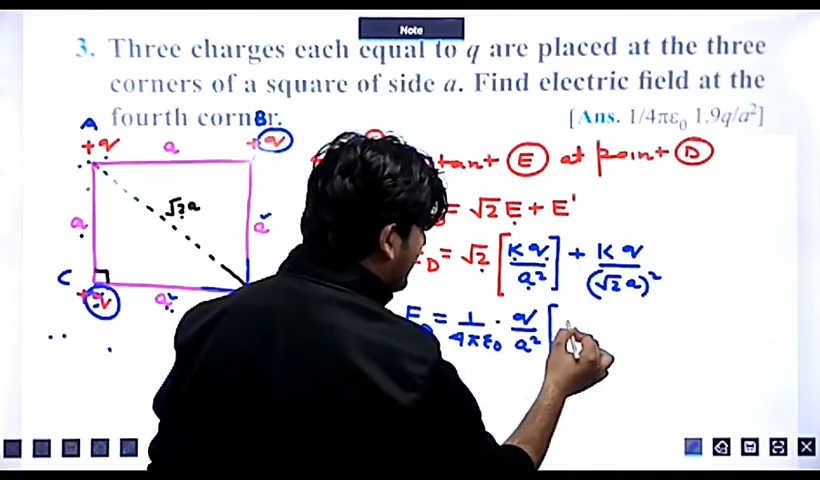 Note
3. Three charges each equal to q are placed at the three
corners of a square of side a. Find electric field at the
fourth corner.
[Ans. 1/4πε₀ 1.9q/a²]
A
B
+q
a
+q
tant E at point D
√2a
a
a
= √2E + E'
C
D = √2 [Kq/a²] + Kq/(√2a)²
+q
a
E = 1/4πε₀ · q/a² [